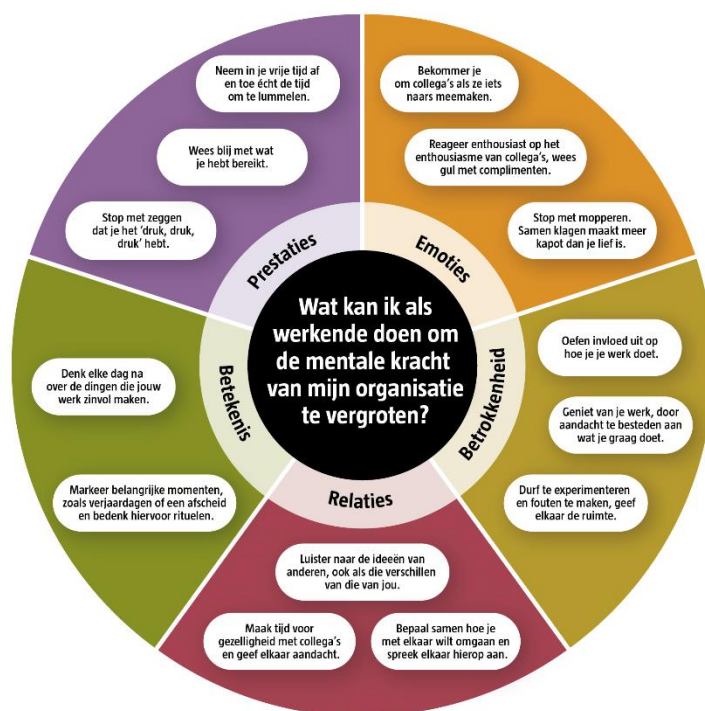 Neem in je vrije tijd af
en toe écht de tijd
om te lummelen.
Wees blij met wat
je hebt bereikt.
Stop met zeggen
dat je het ‘druk, druk,
druk’ hebt.
Prestaties
Bekommer je
om collega’s als ze iets
naars meemaken.
Reageer enthousiast op het
enthousiasme van collega’s, wees
gul met complimenten.
Stop met mopperen.
Samen klagen maakt meer
kapot dan je lief is.
Emoties
Wat kan ik als
werkende doen om
de mentale kracht
van mijn organisatie
te vergroten?
Oefen invloed uit op
hoe je je werk doet.
Geniet van je werk, door
aandacht te besteden aan
wat je graag doet.
Durf te experimenteren
en fouten te maken, geef
elkaar de ruimte.
Betrokkenheid
Denk elke dag na
over de dingen die jouw
werk zinvol maken.
Markeer belangrijke momenten,
zoals verjaardagen of een afscheid
en bedenk hiervoor rituelen.
Betekenis
Relaties
Luister naar de ideeën van
anderen, ook als die verschillen
van die van jou.
Maak tijd voor
gezelligheid met collega’s
en geef elkaar aandacht.
Bepaal samen hoe je
met elkaar wilt omgaan en
spreek elkaar hierop aan.